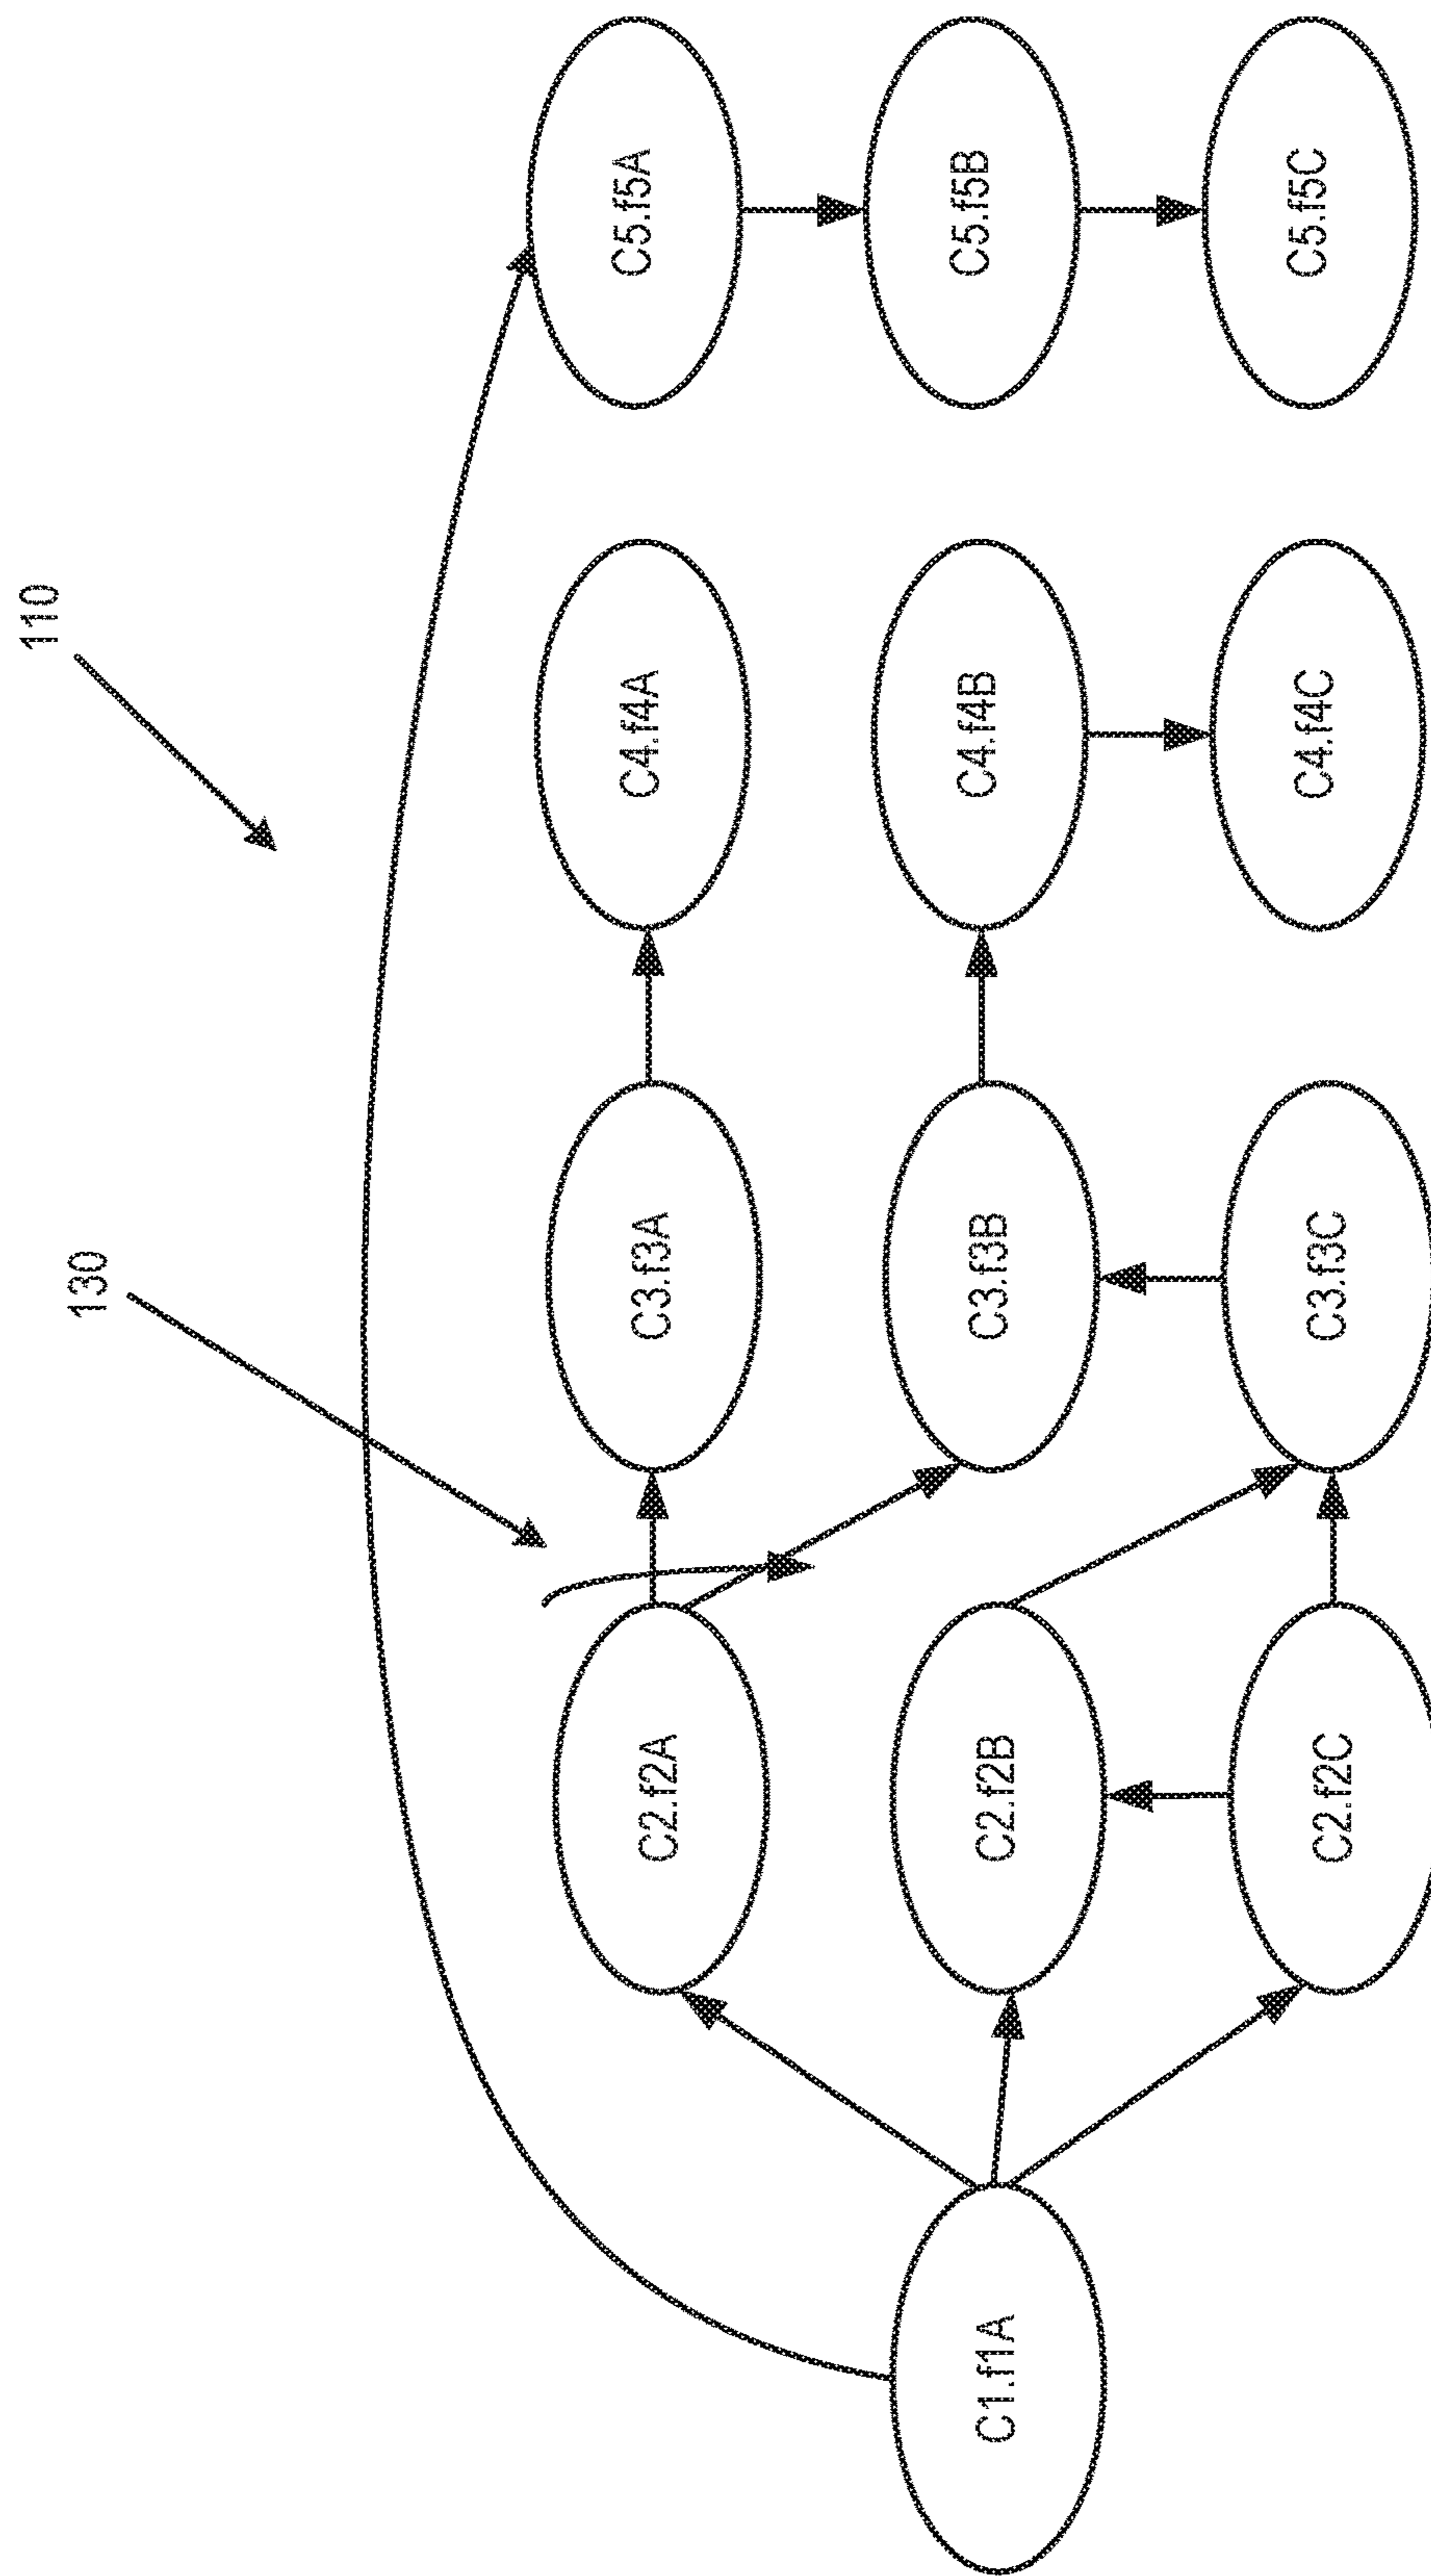 110
130
C1.f1A
C2.f2A
C3.f3A
C4.f4A
C5.f5A
C2.f2B
C3.f3B
C4.f4B
C5.f5B
C2.f2C
C3.f3C
C4.f4C
C5.f5C